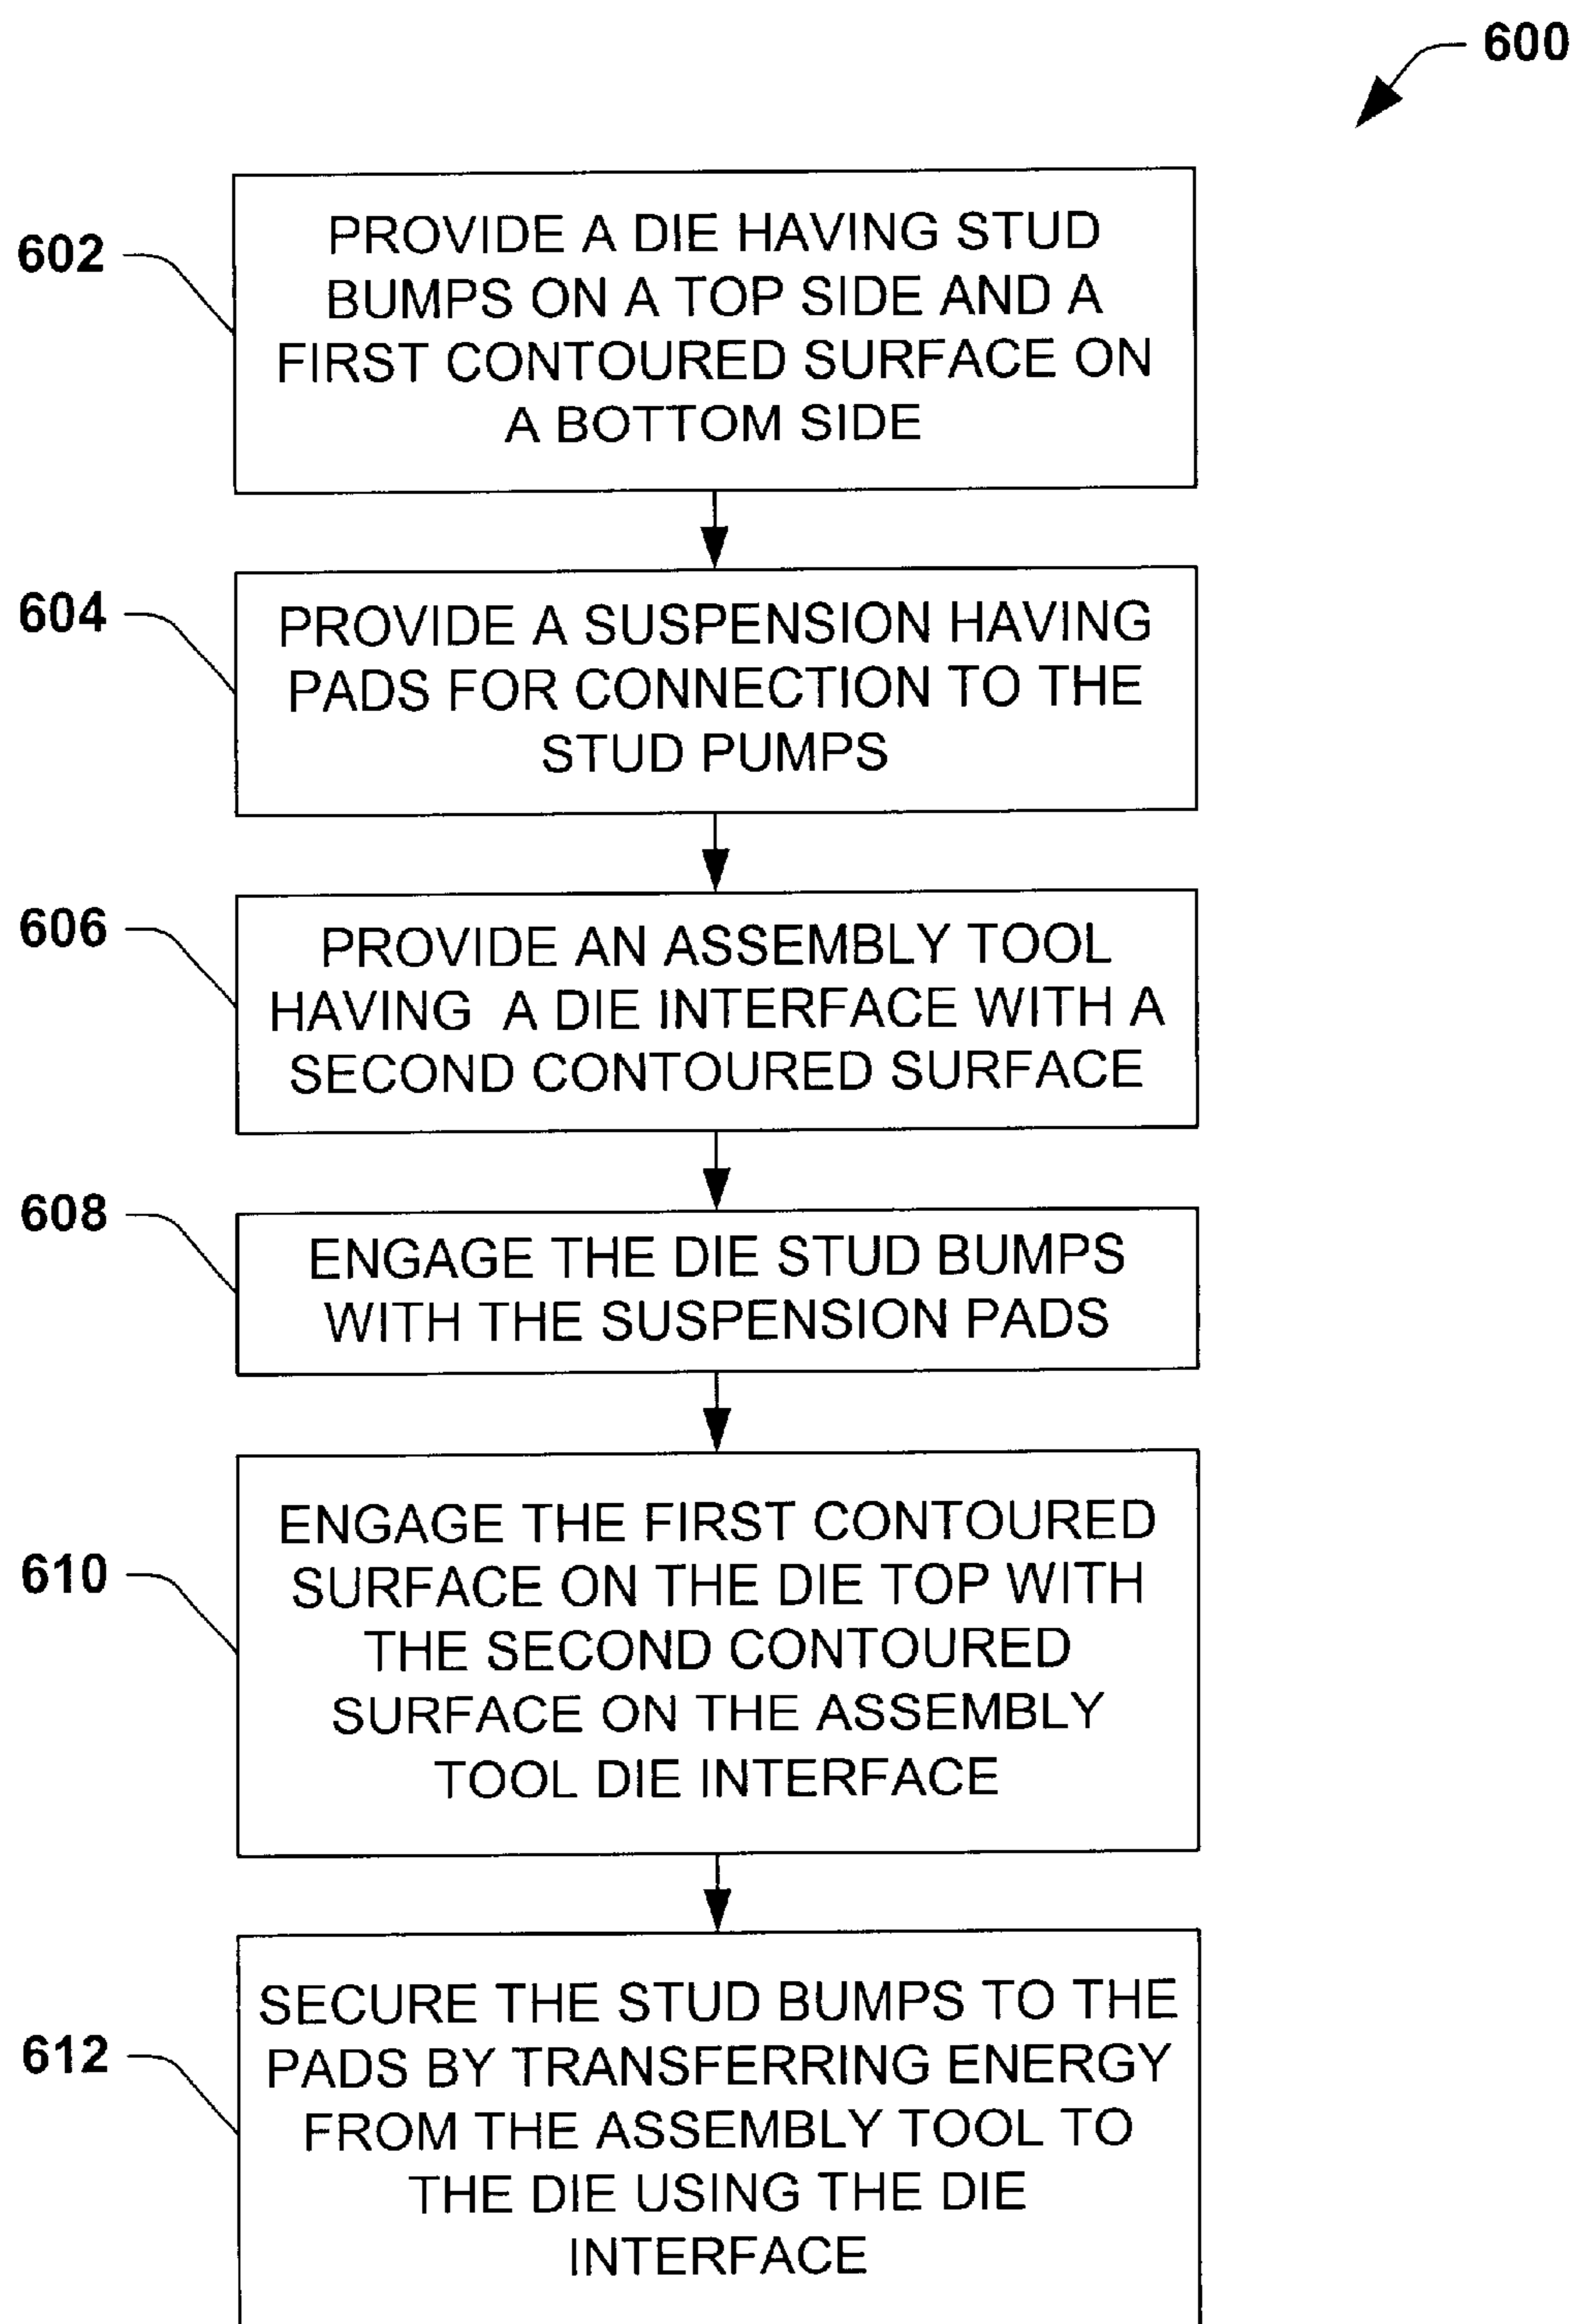 600
602
PROVIDE A DIE HAVING STUD
BUMPS ON A TOP SIDE AND A
FIRST CONTOURED SURFACE ON
A BOTTOM SIDE
604
PROVIDE A SUSPENSION HAVING
PADS FOR CONNECTION TO THE
STUD PUMPS
606
PROVIDE AN ASSEMBLY TOOL
HAVING A DIE INTERFACE WITH A
SECOND CONTOURED SURFACE
608
ENGAGE THE DIE STUD BUMPS
WITH THE SUSPENSION PADS
610
ENGAGE THE FIRST CONTOURED
SURFACE ON THE DIE TOP WITH
THE SECOND CONTOURED
SURFACE ON THE ASSEMBLY
TOOL DIE INTERFACE
612
SECURE THE STUD BUMPS TO THE
PADS BY TRANSFERRING ENERGY
FROM THE ASSEMBLY TOOL TO
THE DIE USING THE DIE
INTERFACE